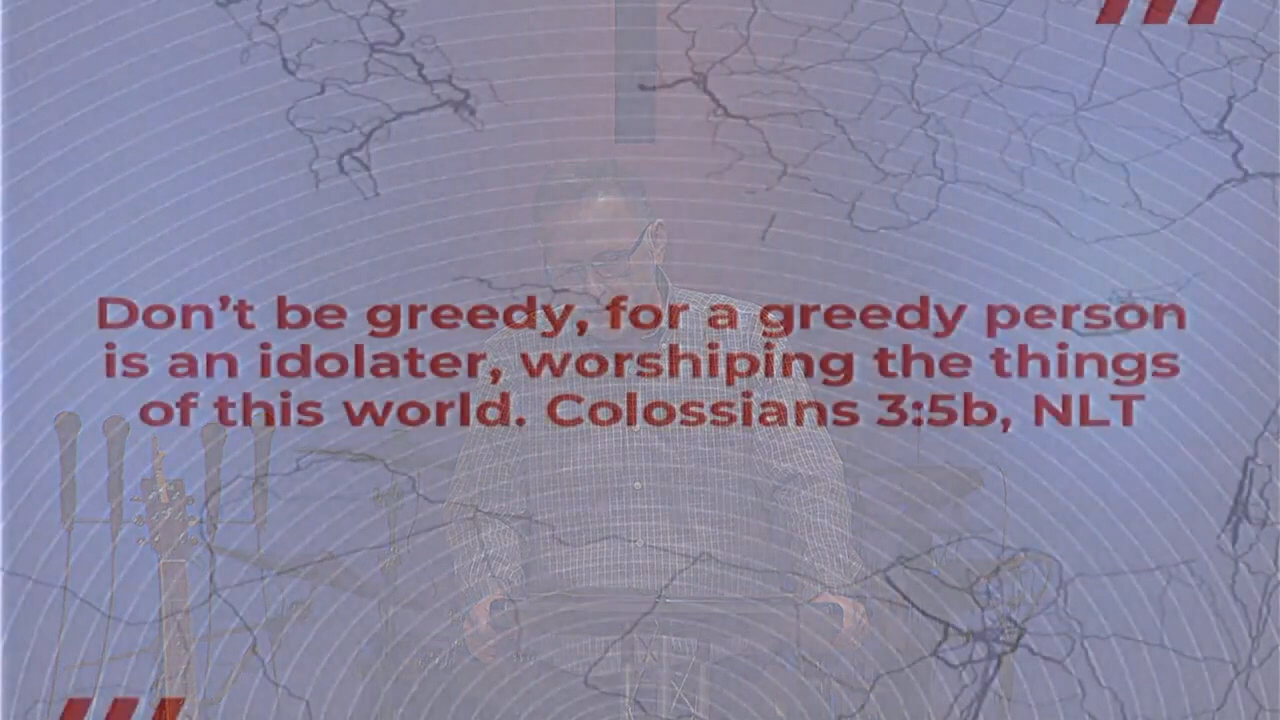 Don't be greedy, for a greedy person
is an idolater, worshiping the things
of this world. Colossians 3:5b, NLT